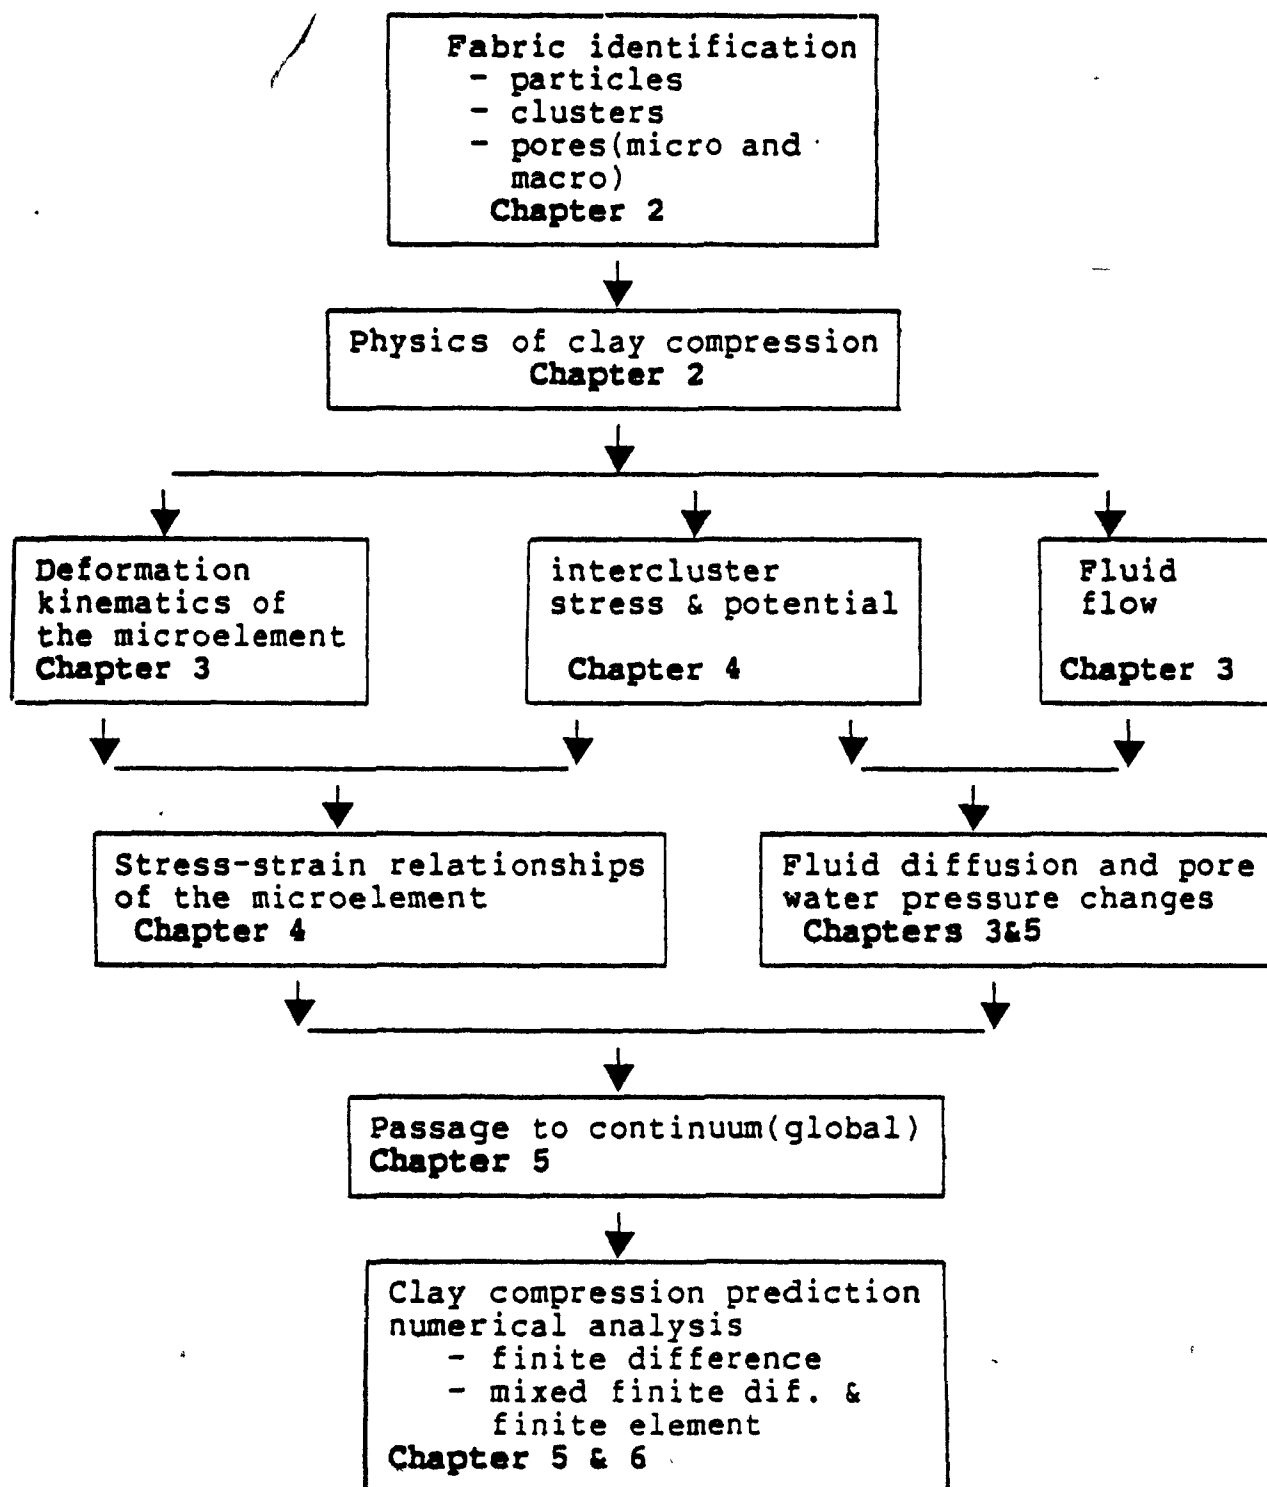 Fabric identification
- particles
- clusters
- pores(micro and
macro)
Chapter 2
Physics of clay compression
Chapter 2
Deformation
kinematics of
the microelement
Chapter 3
intercluster
stress & potential
Chapter 4
Fluid
flow
Chapter 3
Stress-strain relationships
of the microelement
Chapter 4
Fluid diffusion and pore
water pressure changes
Chapters 3&5
Passage to continuum(global)
Chapter 5
Clay compression prediction
numerical analysis
- finite difference
- mixed finite dif. &
finite element
Chapter 5 & 6